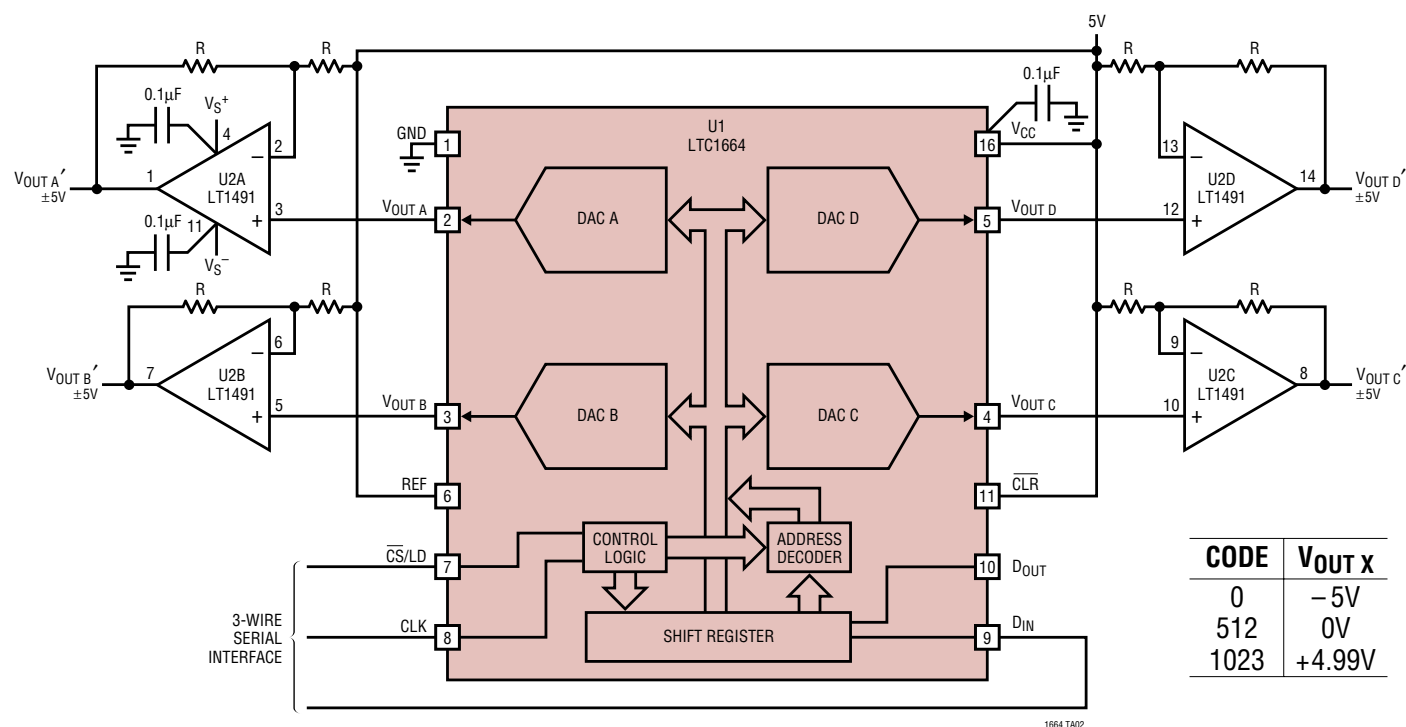 5V
R R
R R
0.1µF
VS+
4
0.1µF
U1
LTC1664
GND
1
16
VCC
2
–
U2A
LT1491
+
3
1
VOUT A′
±5V
0.1µF
11
VS–
VOUT A
2
DAC A
DAC D
5
VOUT D
13
–
U2D
LT1491
12
+
14
VOUT D′
±5V
R R
R R
6
–
U2B
LT1491
+
5
7
VOUT B′
±5V
VOUT B
3
DAC B
DAC C
4
VOUT C
9
–
U2C
LT1491
10
+
8
VOUT C′
±5V
REF
6
11
CLR
CS/LD
7
CONTROL
LOGIC
ADDRESS
DECODER
10
DOUT
3-WIRE
SERIAL
INTERFACE
CLK
8
SHIFT REGISTER
9
DIN
CODE VOUT X
0 –5V
512 0V
1023 +4.99V
1664 TA02